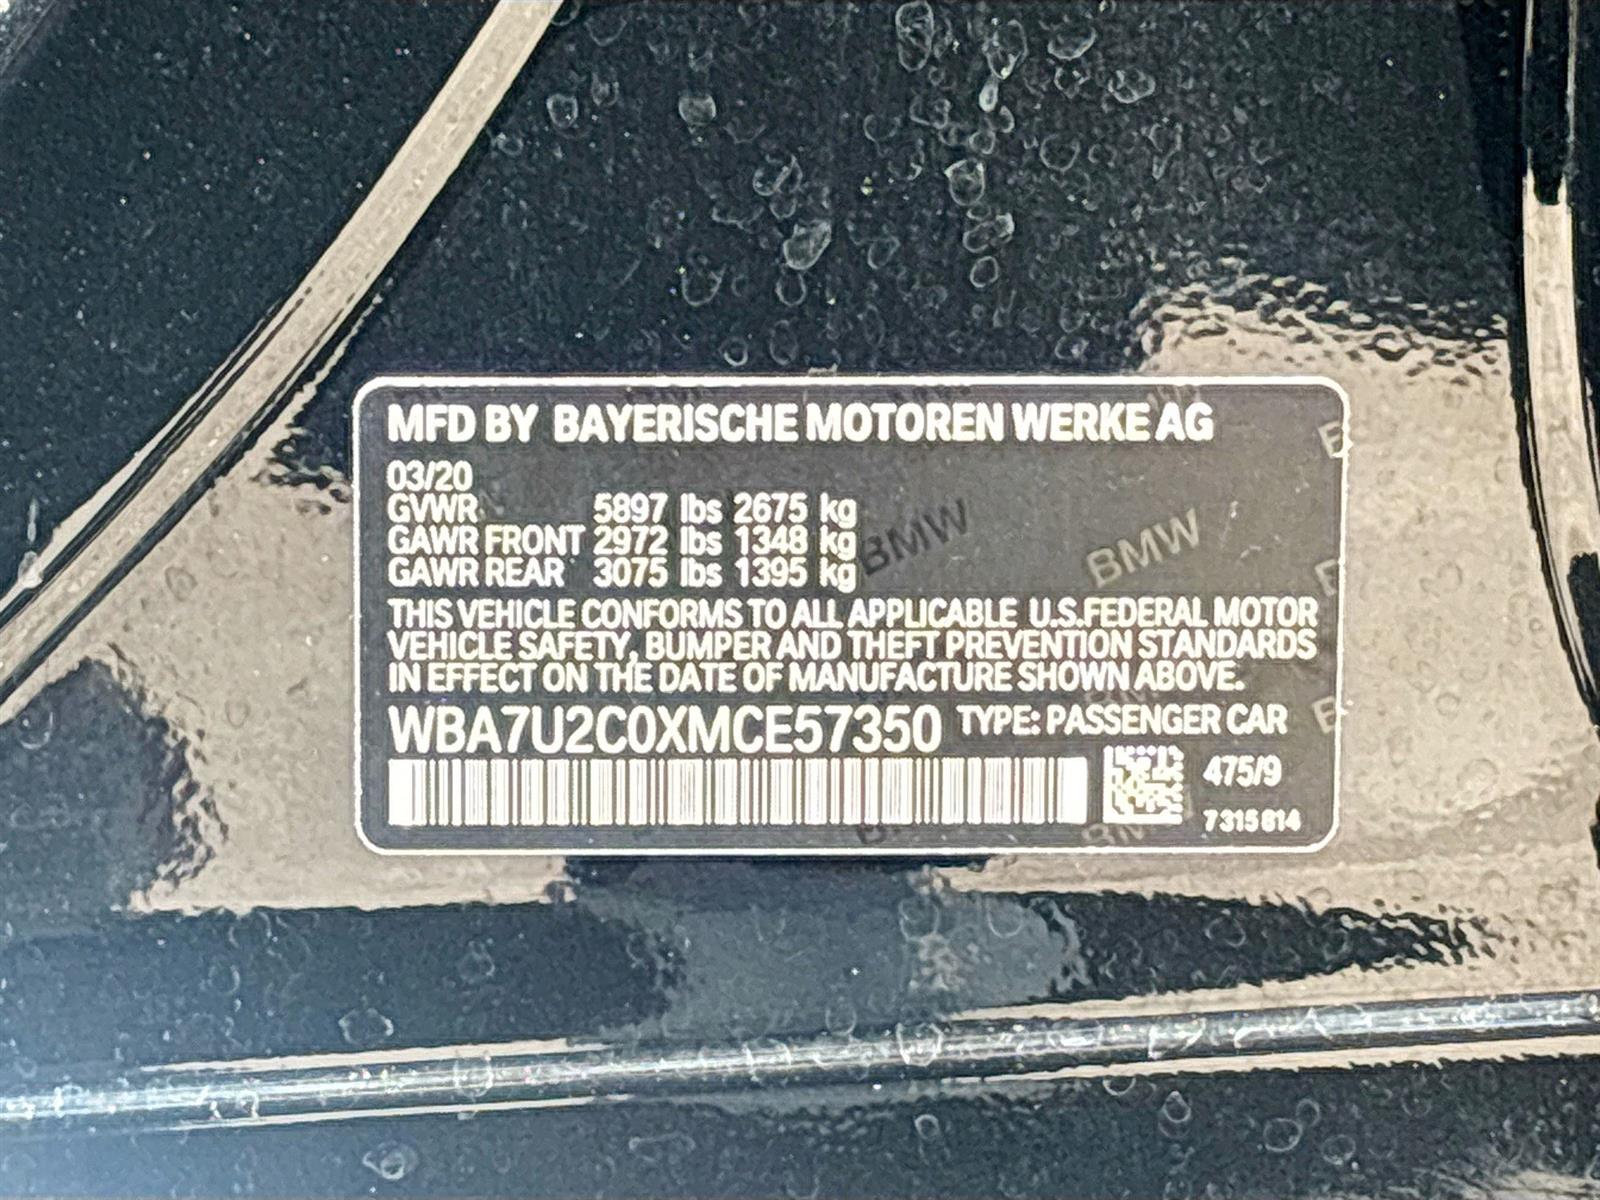 MFD BY BAYERISCHE MOTOREN WERKE AG
03/20
GVWR 5897 lbs 2675 kg
GAWR FRONT 2972 lbs 1348 kg
GAWR REAR 3075 lbs 1395 kg
BMW
BMW
THIS VEHICLE CONFORMS TO ALL APPLICABLE U.S.FEDERAL MOTOR
VEHICLE SAFETY, BUMPER AND THEFT PREVENTION STANDARDS
IN EFFECT ON THE DATE OF MANUFACTURE SHOWN ABOVE.
WBA7U2C0XMCE57350 TYPE: PASSENGER CAR
475/9
7315814